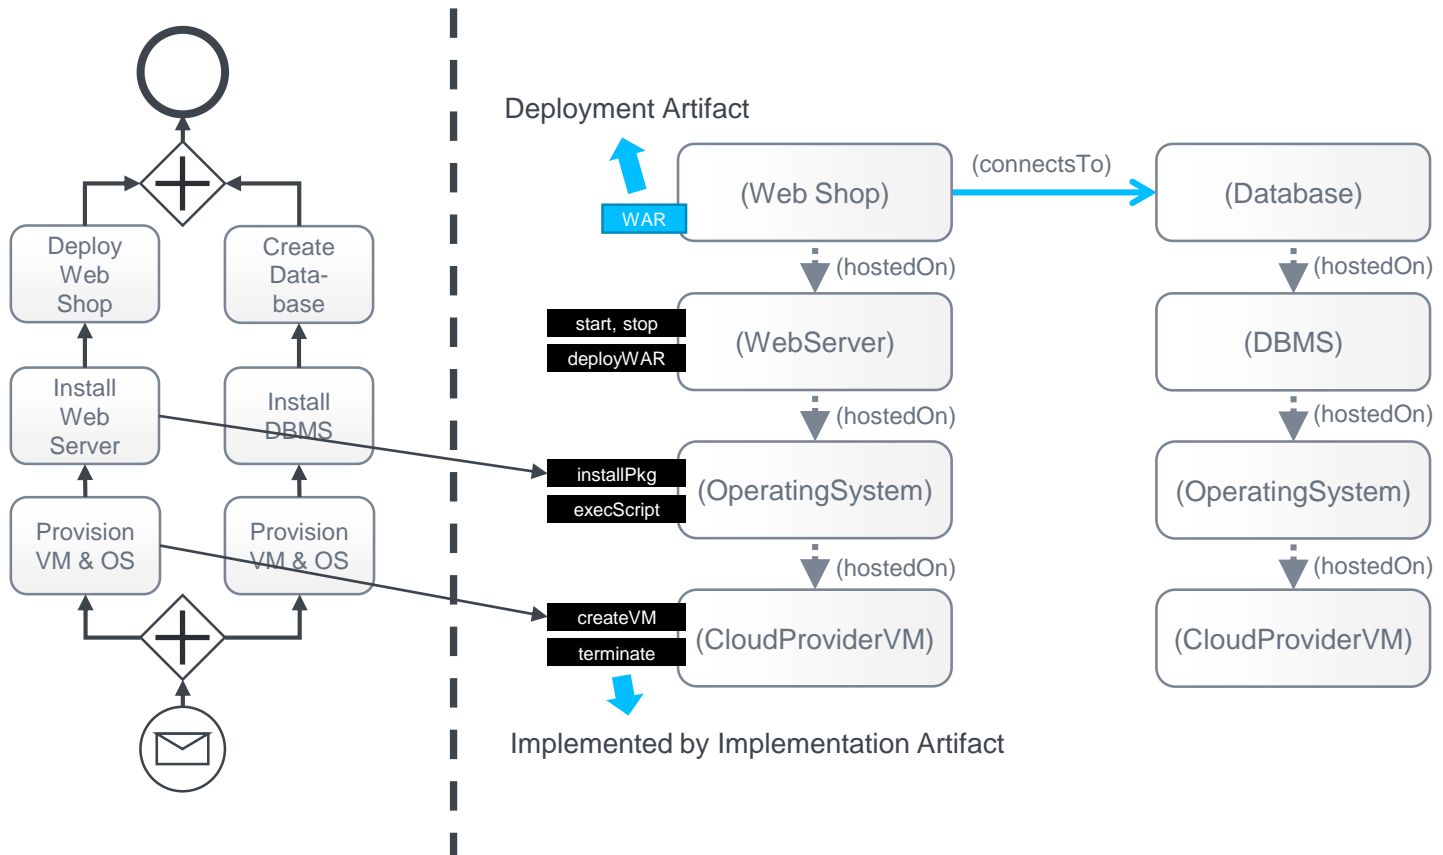 Deploy
Web
Shop
Create
Data-
base
Install
Web
Server
Install
DBMS
Provision
VM & OS
Provision
VM & OS
Deployment Artifact
WAR
(Web Shop)
(connectsTo)
(Database)
(hostedOn)
(hostedOn)
start, stop
deployWAR
(WebServer)
(DBMS)
(hostedOn)
(hostedOn)
installPkg
execScript
(OperatingSystem)
(OperatingSystem)
(hostedOn)
(hostedOn)
createVM
terminate
(CloudProviderVM)
(CloudProviderVM)
Implemented by Implementation Artifact